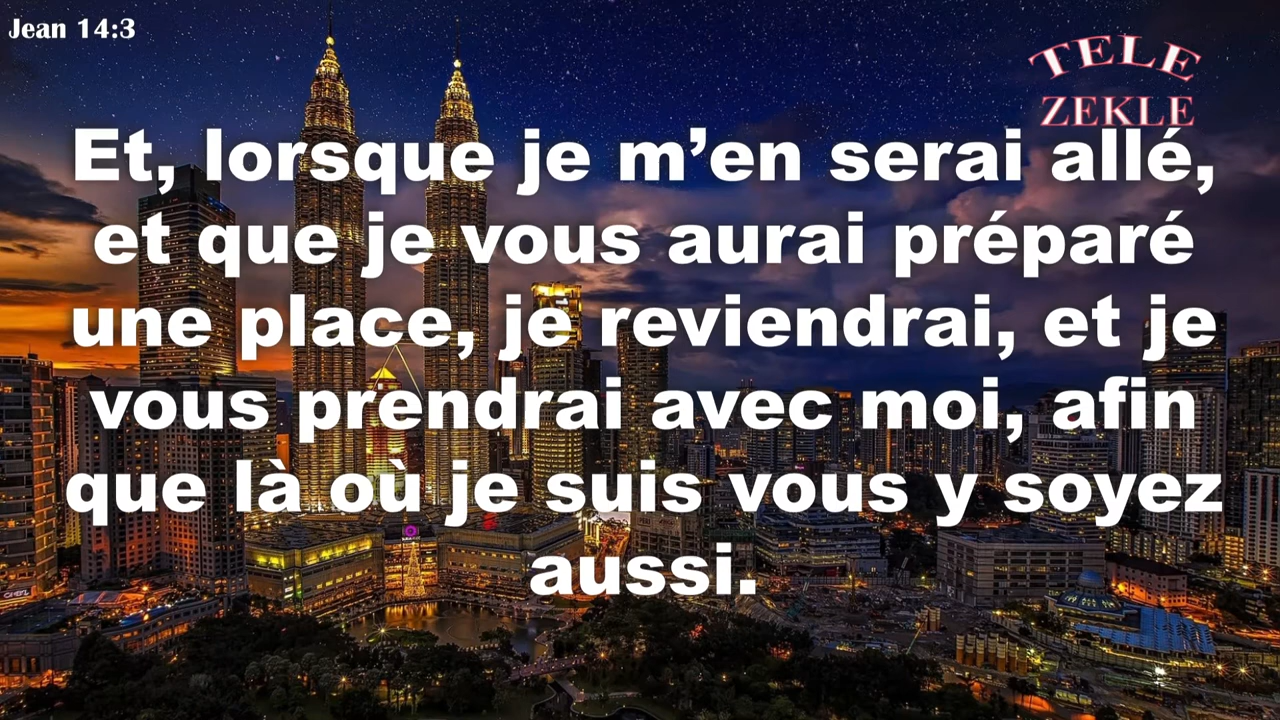 Jean 14:3
TELE
ZEKLE
Et, lorsque je m’en serai allé,
et que je vous aurai préparé
une place, je reviendrai, et je
vous prendrai avec moi, afin
que là où je suis vous y soyez
aussi.